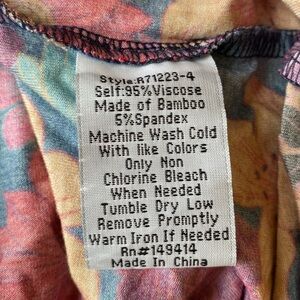 Style:R71223-4
Self:95%Viscose
Made of Bamboo
5%Spandex
Machine Wash Cold
With like Colors
Only Non
Chlorine Bleach
When Needed
Tumble Dry Low
Remove Promptly
Warm Iron If Needed
Rn#149414
Made In China